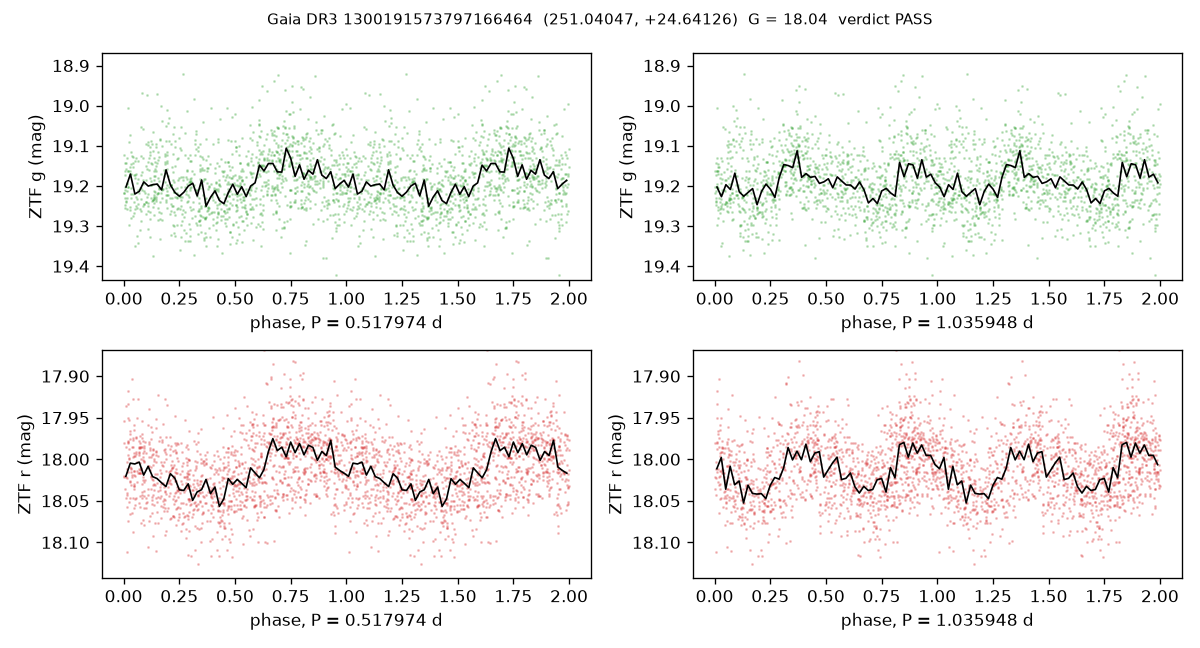 Gaia DR3 1300191573797166464  (251.04047, +24.64126)  G = 18.04  verdict PASS
ZTF g (mag)
18.9
19.0
19.1
19.2
19.3
19.4
0.00 0.25 0.50 0.75 1.00 1.25 1.50 1.75 2.00
phase, P = 0.517974 d
ZTF g (mag)
18.9
19.0
19.1
19.2
19.3
19.4
0.00 0.25 0.50 0.75 1.00 1.25 1.50 1.75 2.00
phase, P = 1.035948 d
ZTF r (mag)
17.90
17.95
18.00
18.05
18.10
0.00 0.25 0.50 0.75 1.00 1.25 1.50 1.75 2.00
phase, P = 0.517974 d
ZTF r (mag)
17.90
17.95
18.00
18.05
18.10
0.00 0.25 0.50 0.75 1.00 1.25 1.50 1.75 2.00
phase, P = 1.035948 d